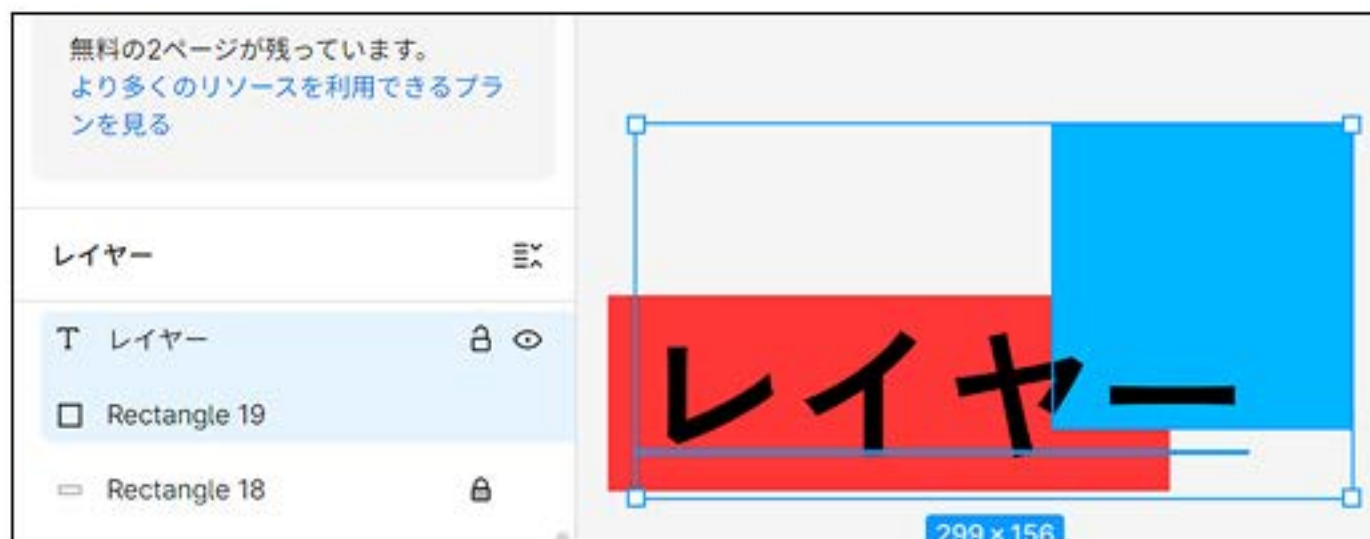 無料の2ページが残っています。
より多くのリソースを利用できるプラ
ンを見る
レイヤー
レイヤー
Rectangle 19
Rectangle 18
レイヤー
299 × 156